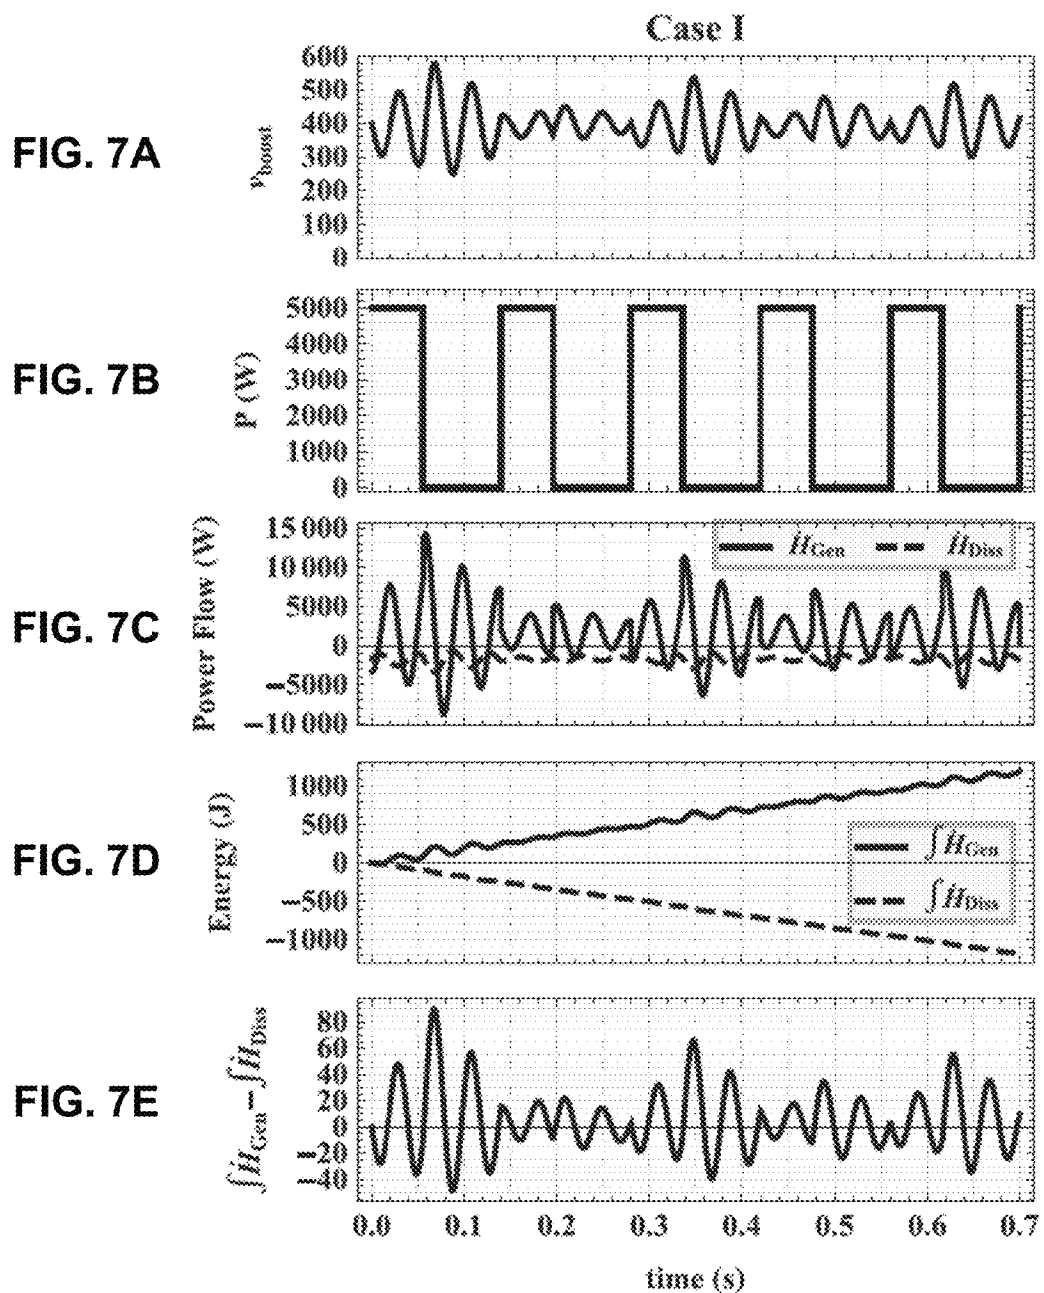 Case I
FIG. 7A
v_boost
600
500
400
300
200
100
0
FIG. 7B
P (W)
5000
4000
3000
2000
1000
0
FIG. 7C
Power Flow (W)
15 000
10 000
5000
0
−5000
−10 000
Ḣ_Gen Ḣ_Diss
FIG. 7D
Energy (J)
1000
500
0
−500
−1000
∫Ḣ_Gen
∫Ḣ_Diss
FIG. 7E
∫Ḣ_Gen−∫Ḣ_Diss
80
60
40
20
0
−20
−40
0.0 0.1 0.2 0.3 0.4 0.5 0.6 0.7
time (s)